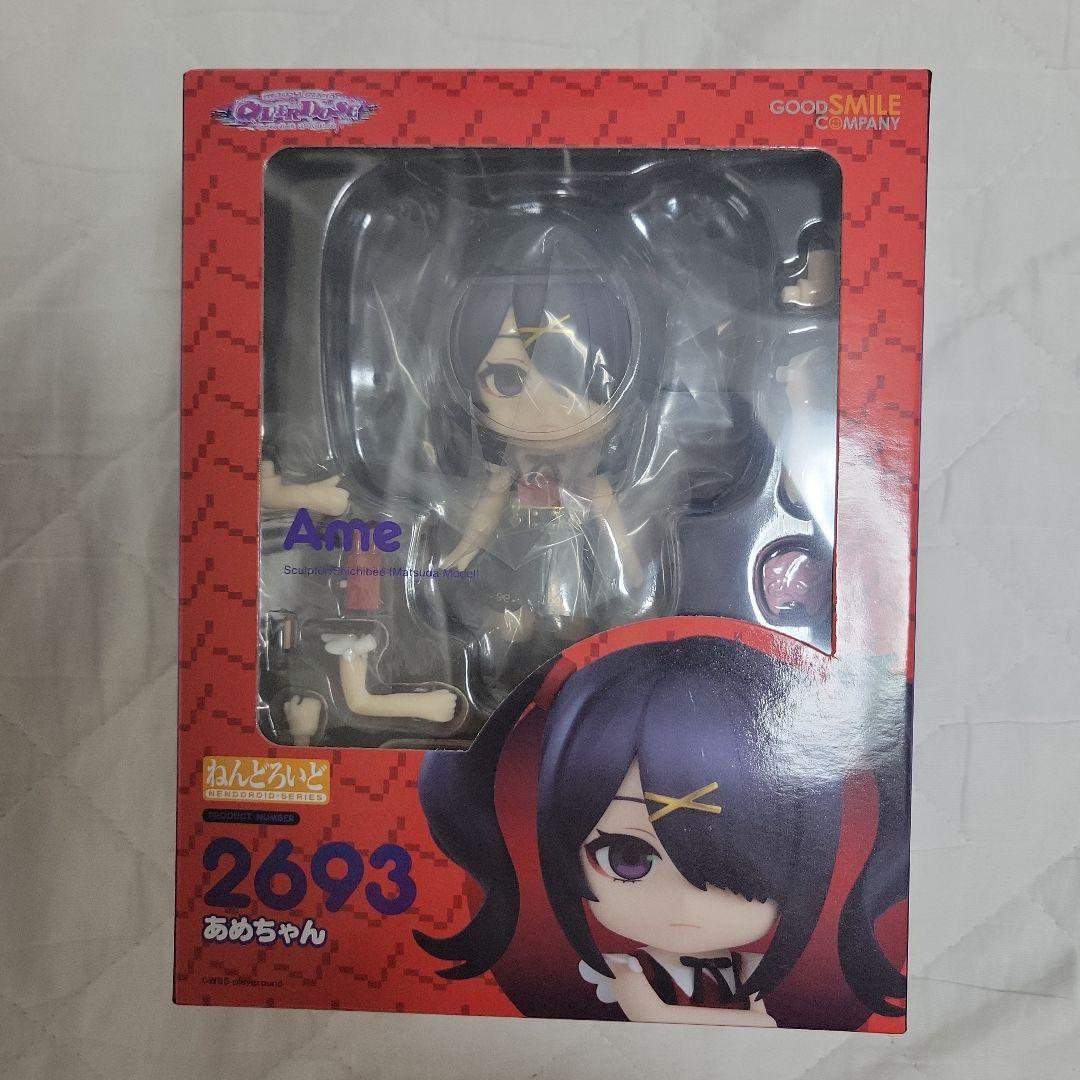 OVERDOSE
GOOD SMILE
COMPANY
Ame
Sculptor: Shichibee (Matsuda Model)
ねんどろいど
NENDOROID SERIES
PRODUCT NUMBER
2693
あめちゃん
©WSS playground